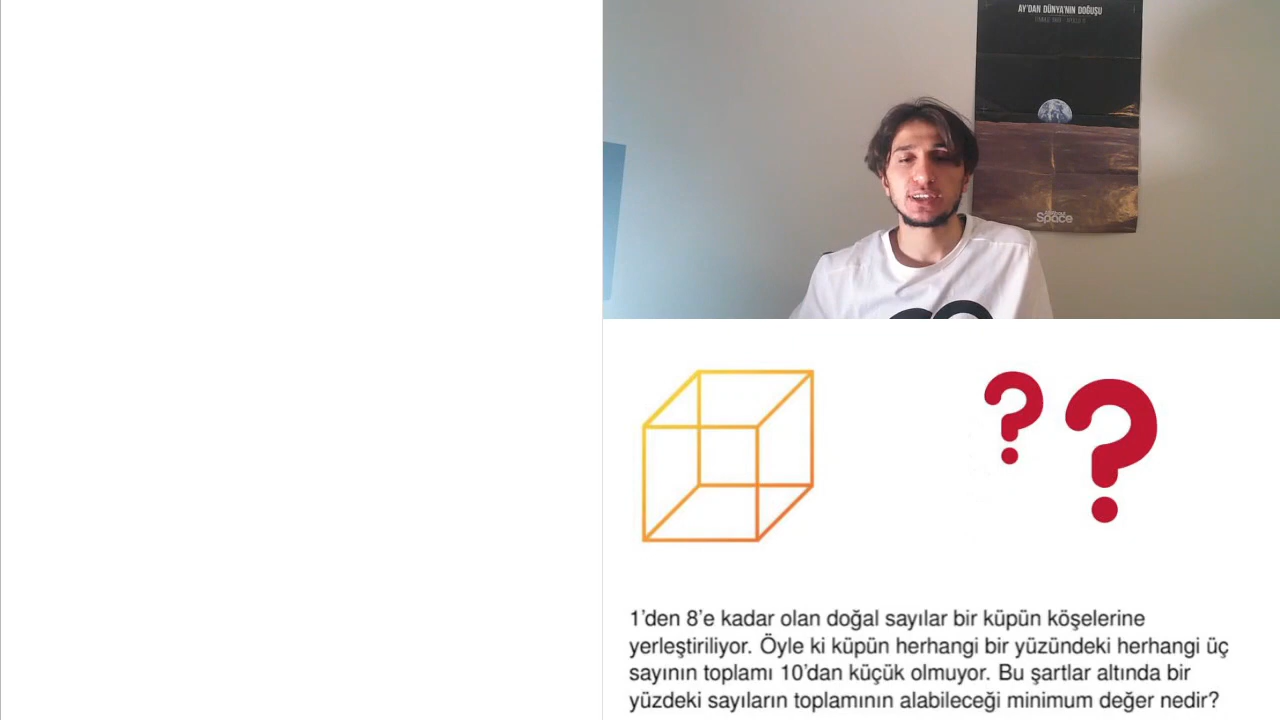 AY'DAN DÜNYA'NIN DOĞUŞU
Space
? ?
1'den 8'e kadar olan doğal sayılar bir küpün köşelerine
yerleştiriliyor. Öyle ki küpün herhangi bir yüzündeki herhangi üç
sayının toplamı 10'dan küçük olmuyor. Bu şartlar altında bir
yüzdeki sayıların toplamının alabileceği minimum değer nedir?